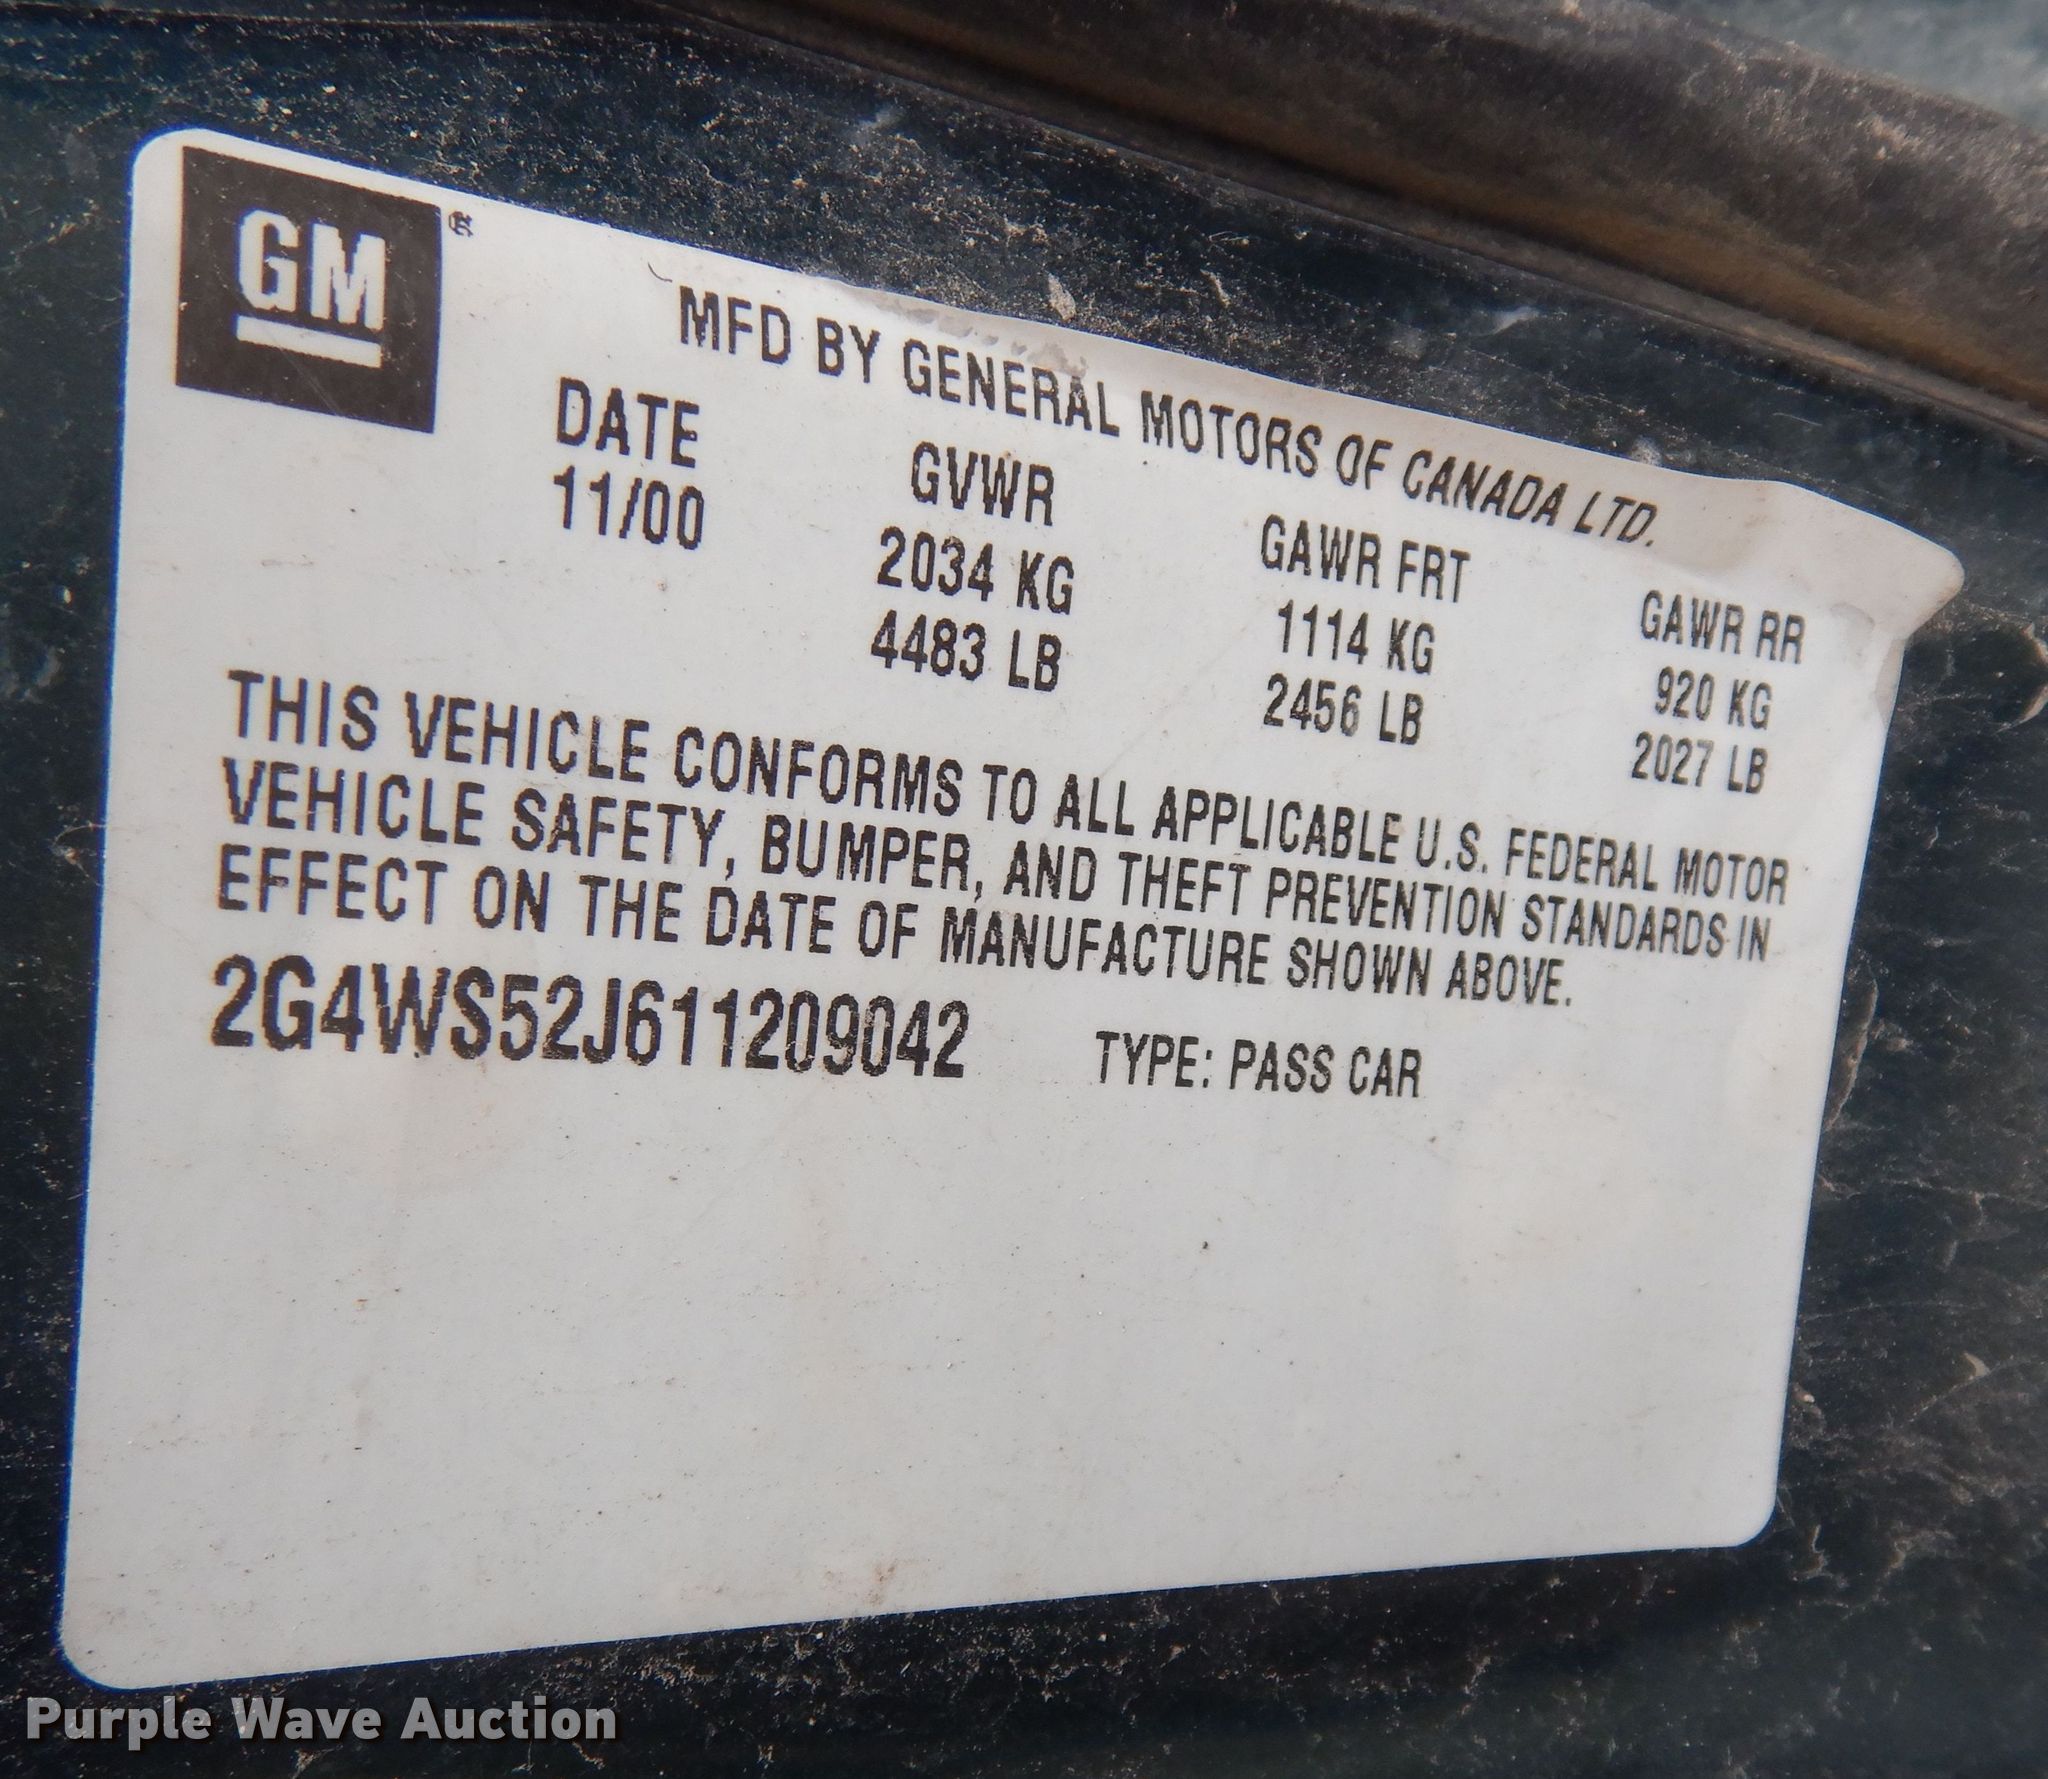 GM®
MFD BY GENERAL MOTORS OF CANADA LTD.
DATE GVWR GAWR FRT GAWR RR
11/00 2034 KG 1114 KG 920 KG
4483 LB 2456 LB 2027 LB
THIS VEHICLE CONFORMS TO ALL APPLICABLE U.S. FEDERAL MOTOR
VEHICLE SAFETY, BUMPER, AND THEFT PREVENTION STANDARDS IN
EFFECT ON THE DATE OF MANUFACTURE SHOWN ABOVE.
2G4WS52J611209042 TYPE: PASS CAR
Purple Wave Auction